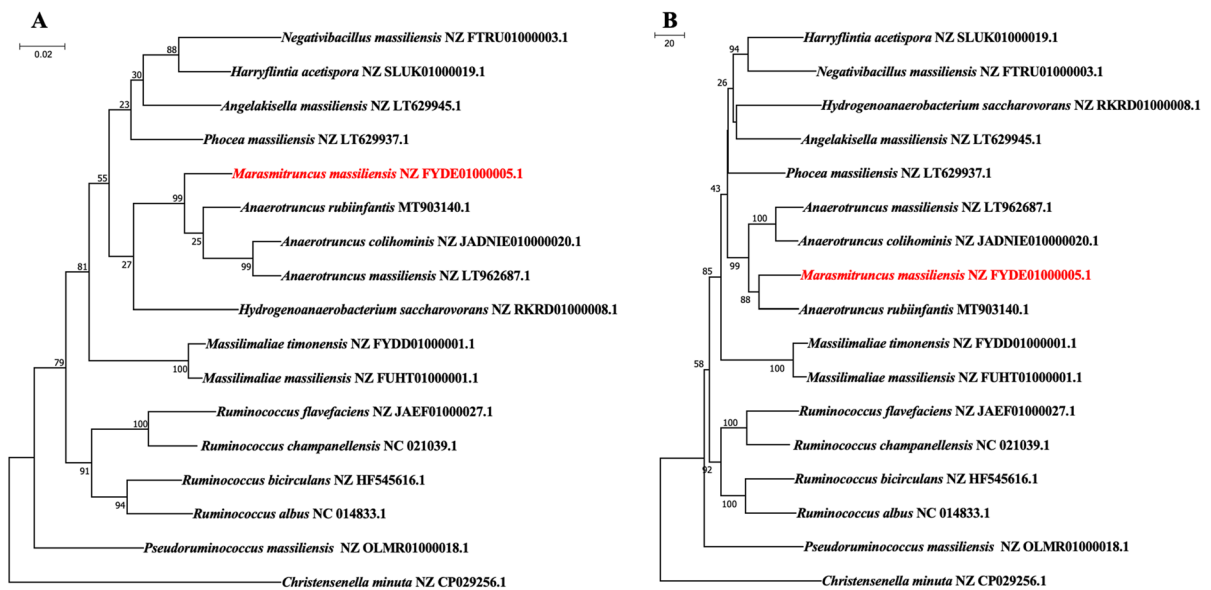 A
0.02
Negativibacillus massiliensis NZ FTRU01000003.1
88
Harryflintia acetispora NZ SLUK01000019.1
30
Angelakisella massiliensis NZ LT629945.1
23
Phocea massiliensis NZ LT629937.1
55
Marasmitruncus massiliensis NZ FYDE01000005.1
99
Anaerotruncus rubiinfantis MT903140.1
25
Anaerotruncus colihominis NZ JADNIE010000020.1
99
Anaerotruncus massiliensis NZ LT962687.1
27
Hydrogenoanaerobacterium saccharovorans NZ RKRD01000008.1
81
Massilimaliae timonensis NZ FYDD01000001.1
100
Massilimaliae massiliensis NZ FUHT01000001.1
79
Ruminococcus flavefaciens NZ JAEF01000027.1
100
Ruminococcus champanellensis NC 021039.1
91
Ruminococcus bicirculans NZ HF545616.1
94
Ruminococcus albus NC 014833.1
Pseudoruminococcus massiliensis NZ OLMR01000018.1
Christensenella minuta NZ CP029256.1
B
20
Harryflintia acetispora NZ SLUK01000019.1
94
Negativibacillus massiliensis NZ FTRU01000003.1
26
Hydrogenoanaerobacterium saccharovorans NZ RKRD01000008.1
Angelakisella massiliensis NZ LT629945.1
Phocea massiliensis NZ LT629937.1
43
Anaerotruncus massiliensis NZ LT962687.1
100
Anaerotruncus colihominis NZ JADNIE010000020.1
99
Marasmitruncus massiliensis NZ FYDE01000005.1
85
88
Anaerotruncus rubiinfantis MT903140.1
Massilimaliae timonensis NZ FYDD01000001.1
100
Massilimaliae massiliensis NZ FUHT01000001.1
58
Ruminococcus flavefaciens NZ JAEF01000027.1
100
Ruminococcus champanellensis NC 021039.1
92
Ruminococcus bicirculans NZ HF545616.1
100
Ruminococcus albus NC 014833.1
Pseudoruminococcus massiliensis NZ OLMR01000018.1
Christensenella minuta NZ CP029256.1